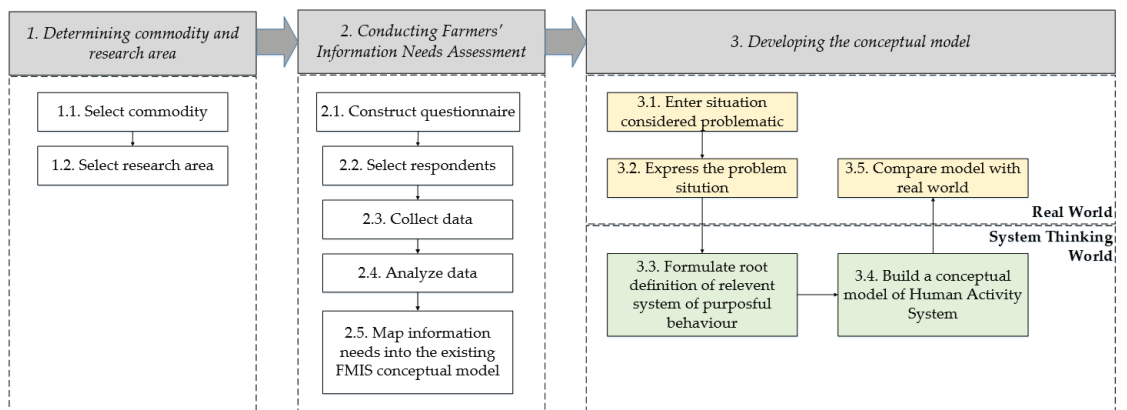 1. Determining commodity and
research area
1.1. Select commodity
1.2. Select research area
2. Conducting Farmers'
Information Needs Assessment
2.1. Construct questionnaire
2.2. Select respondents
2.3. Collect data
2.4. Analyze data
2.5. Map information
needs into the existing
FMIS conceptual model
3. Developing the conceptual model
3.1. Enter situation
considered problematic
3.2. Express the problem
sitution
3.5. Compare model with
real world
Real World
System Thinking
World
3.3. Formulate root
definition of relevent
system of purposful
behaviour
3.4. Build a conceptual
model of Human Activity
System